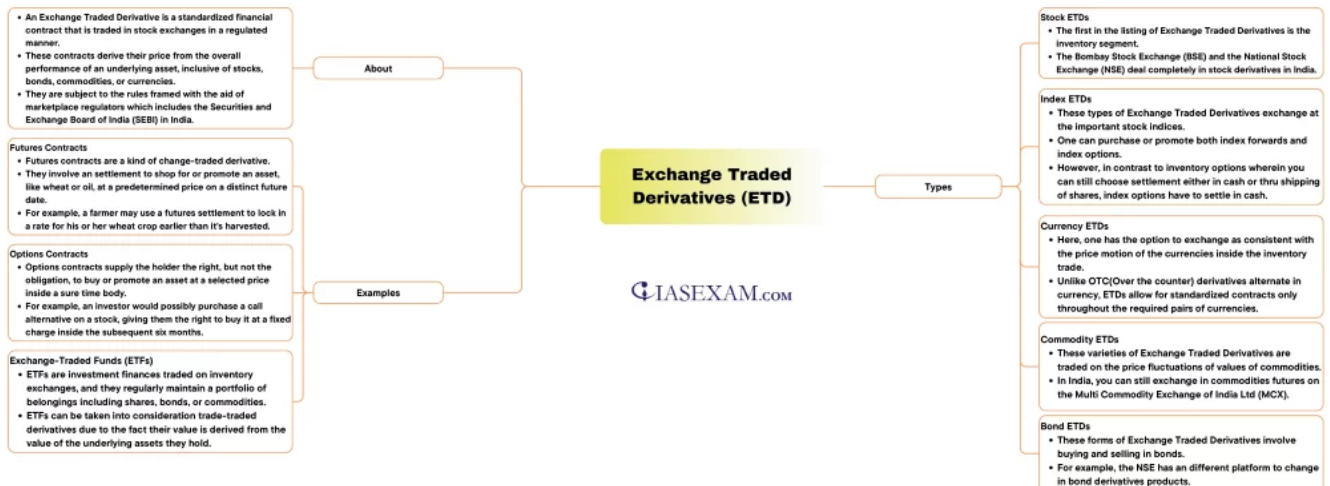 • An Exchange Traded Derivative is a standardized financial
contract that is traded in stock exchanges in a regulated
manner.
• These contracts derive their price from the overall
performance of an underlying asset, inclusive of stocks,
bonds, commodities, or currencies.
• They are subject to the rules framed with the aid of
marketplace regulators which includes the Securities and
Exchange Board of India (SEBI) in India.
About
Futures Contracts
• Futures contracts are a kind of change-traded derivative.
• They involve an settlement to shop for or promote an asset,
like wheat or oil, at a predetermined price on a distinct future
date.
• For example, a farmer may use a futures settlement to lock in
a rate for his or her wheat crop earlier than it's harvested.
Options Contracts
• Options contracts supply the holder the right, but not the
obligation, to buy or promote an asset at a selected price
inside a sure time body.
• For example, an investor would possibly purchase a call
alternative on a stock, giving them the right to buy it at a fixed
charge inside the subsequent six months.
Examples
Exchange-Traded Funds (ETFs)
• ETFs are investment finances traded on inventory
exchanges, and they regularly maintain a portfolio of
belongings including shares, bonds, or commodities.
• ETFs can be taken into consideration trade-traded
derivatives due to the fact their value is derived from the
value of the underlying assets they hold.
Exchange Traded
Derivatives (ETD)
IASEXAM.COM
Types
Stock ETDs
• The first in the listing of Exchange Traded Derivatives is the
inventory segment.
• The Bombay Stock Exchange (BSE) and the National Stock
Exchange (NSE) deal completely in stock derivatives in India.
Index ETDs
• These types of Exchange Traded Derivatives exchange at
the important stock indices.
• One can purchase or promote both index forwards and
index options.
• However, in contrast to inventory options wherein you
can still choose settlement either in cash or thru shipping
of shares, index options have to settle in cash.
Currency ETDs
• Here, one has the option to exchange as consistent with
the price motion of the currencies inside the inventory
trade.
• Unlike OTC(Over the counter) derivatives alternate in
currency, ETDs allow for standardized contracts only
throughout the required pairs of currencies.
Commodity ETDs
• These varieties of Exchange Traded Derivatives are
traded on the price fluctuations of values of commodities.
• In India, you can still exchange in commodities futures on
the Multi Commodity Exchange of India Ltd (MCX).
Bond ETDs
• These forms of Exchange Traded Derivatives involve
buying and selling in bonds.
• For example, the NSE has an different platform to change
in bond derivatives products.